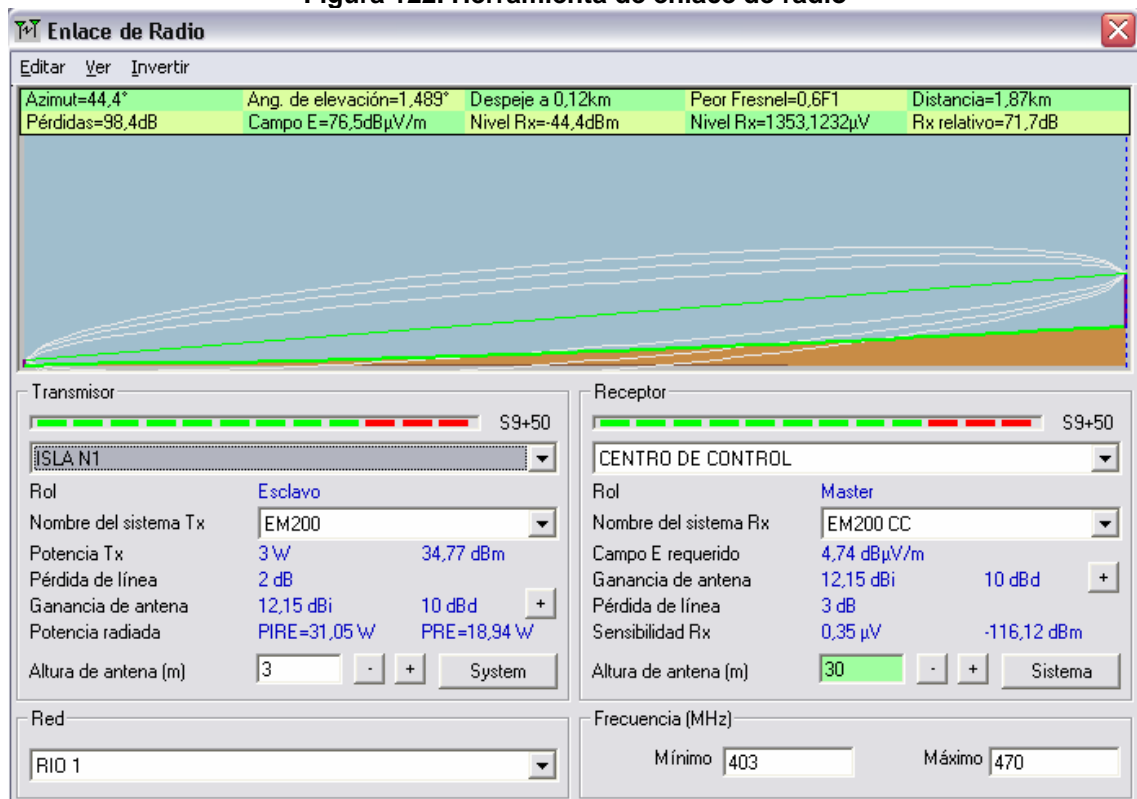 Figura 122. Herramienta de enlace de radio
Enlace de Radio
Editar Ver Invertir
Azimut=44,4° Ang. de elevación=1,489° Despeje a 0,12km Peor Fresnel=0,6F1 Distancia=1,87km
Pérdidas=98,4dB Campo E=76,5dBµV/m Nivel Rx=-44,4dBm Nivel Rx=1353,1232µV Rx relativo=71,7dB
Transmisor
S9+50
ISLA N1
Rol Esclavo
Nombre del sistema Tx EM200
Potencia Tx 3 W 34,77 dBm
Pérdida de línea 2 dB
Ganancia de antena 12,15 dBi 10 dBd +
Potencia radiada PIRE=31,05 W PRE=18,94 W
Altura de antena (m) 3 - + System
Receptor
S9+50
CENTRO DE CONTROL
Rol Master
Nombre del sistema Rx EM200 CC
Campo E requerido 4,74 dBµV/m
Ganancia de antena 12,15 dBi 10 dBd +
Pérdida de línea 3 dB
Sensibilidad Rx 0,35 µV -116,12 dBm
Altura de antena (m) 30 - + Sistema
Red
RIO 1
Frecuencia (MHz)
Mínimo 403 Máximo 470